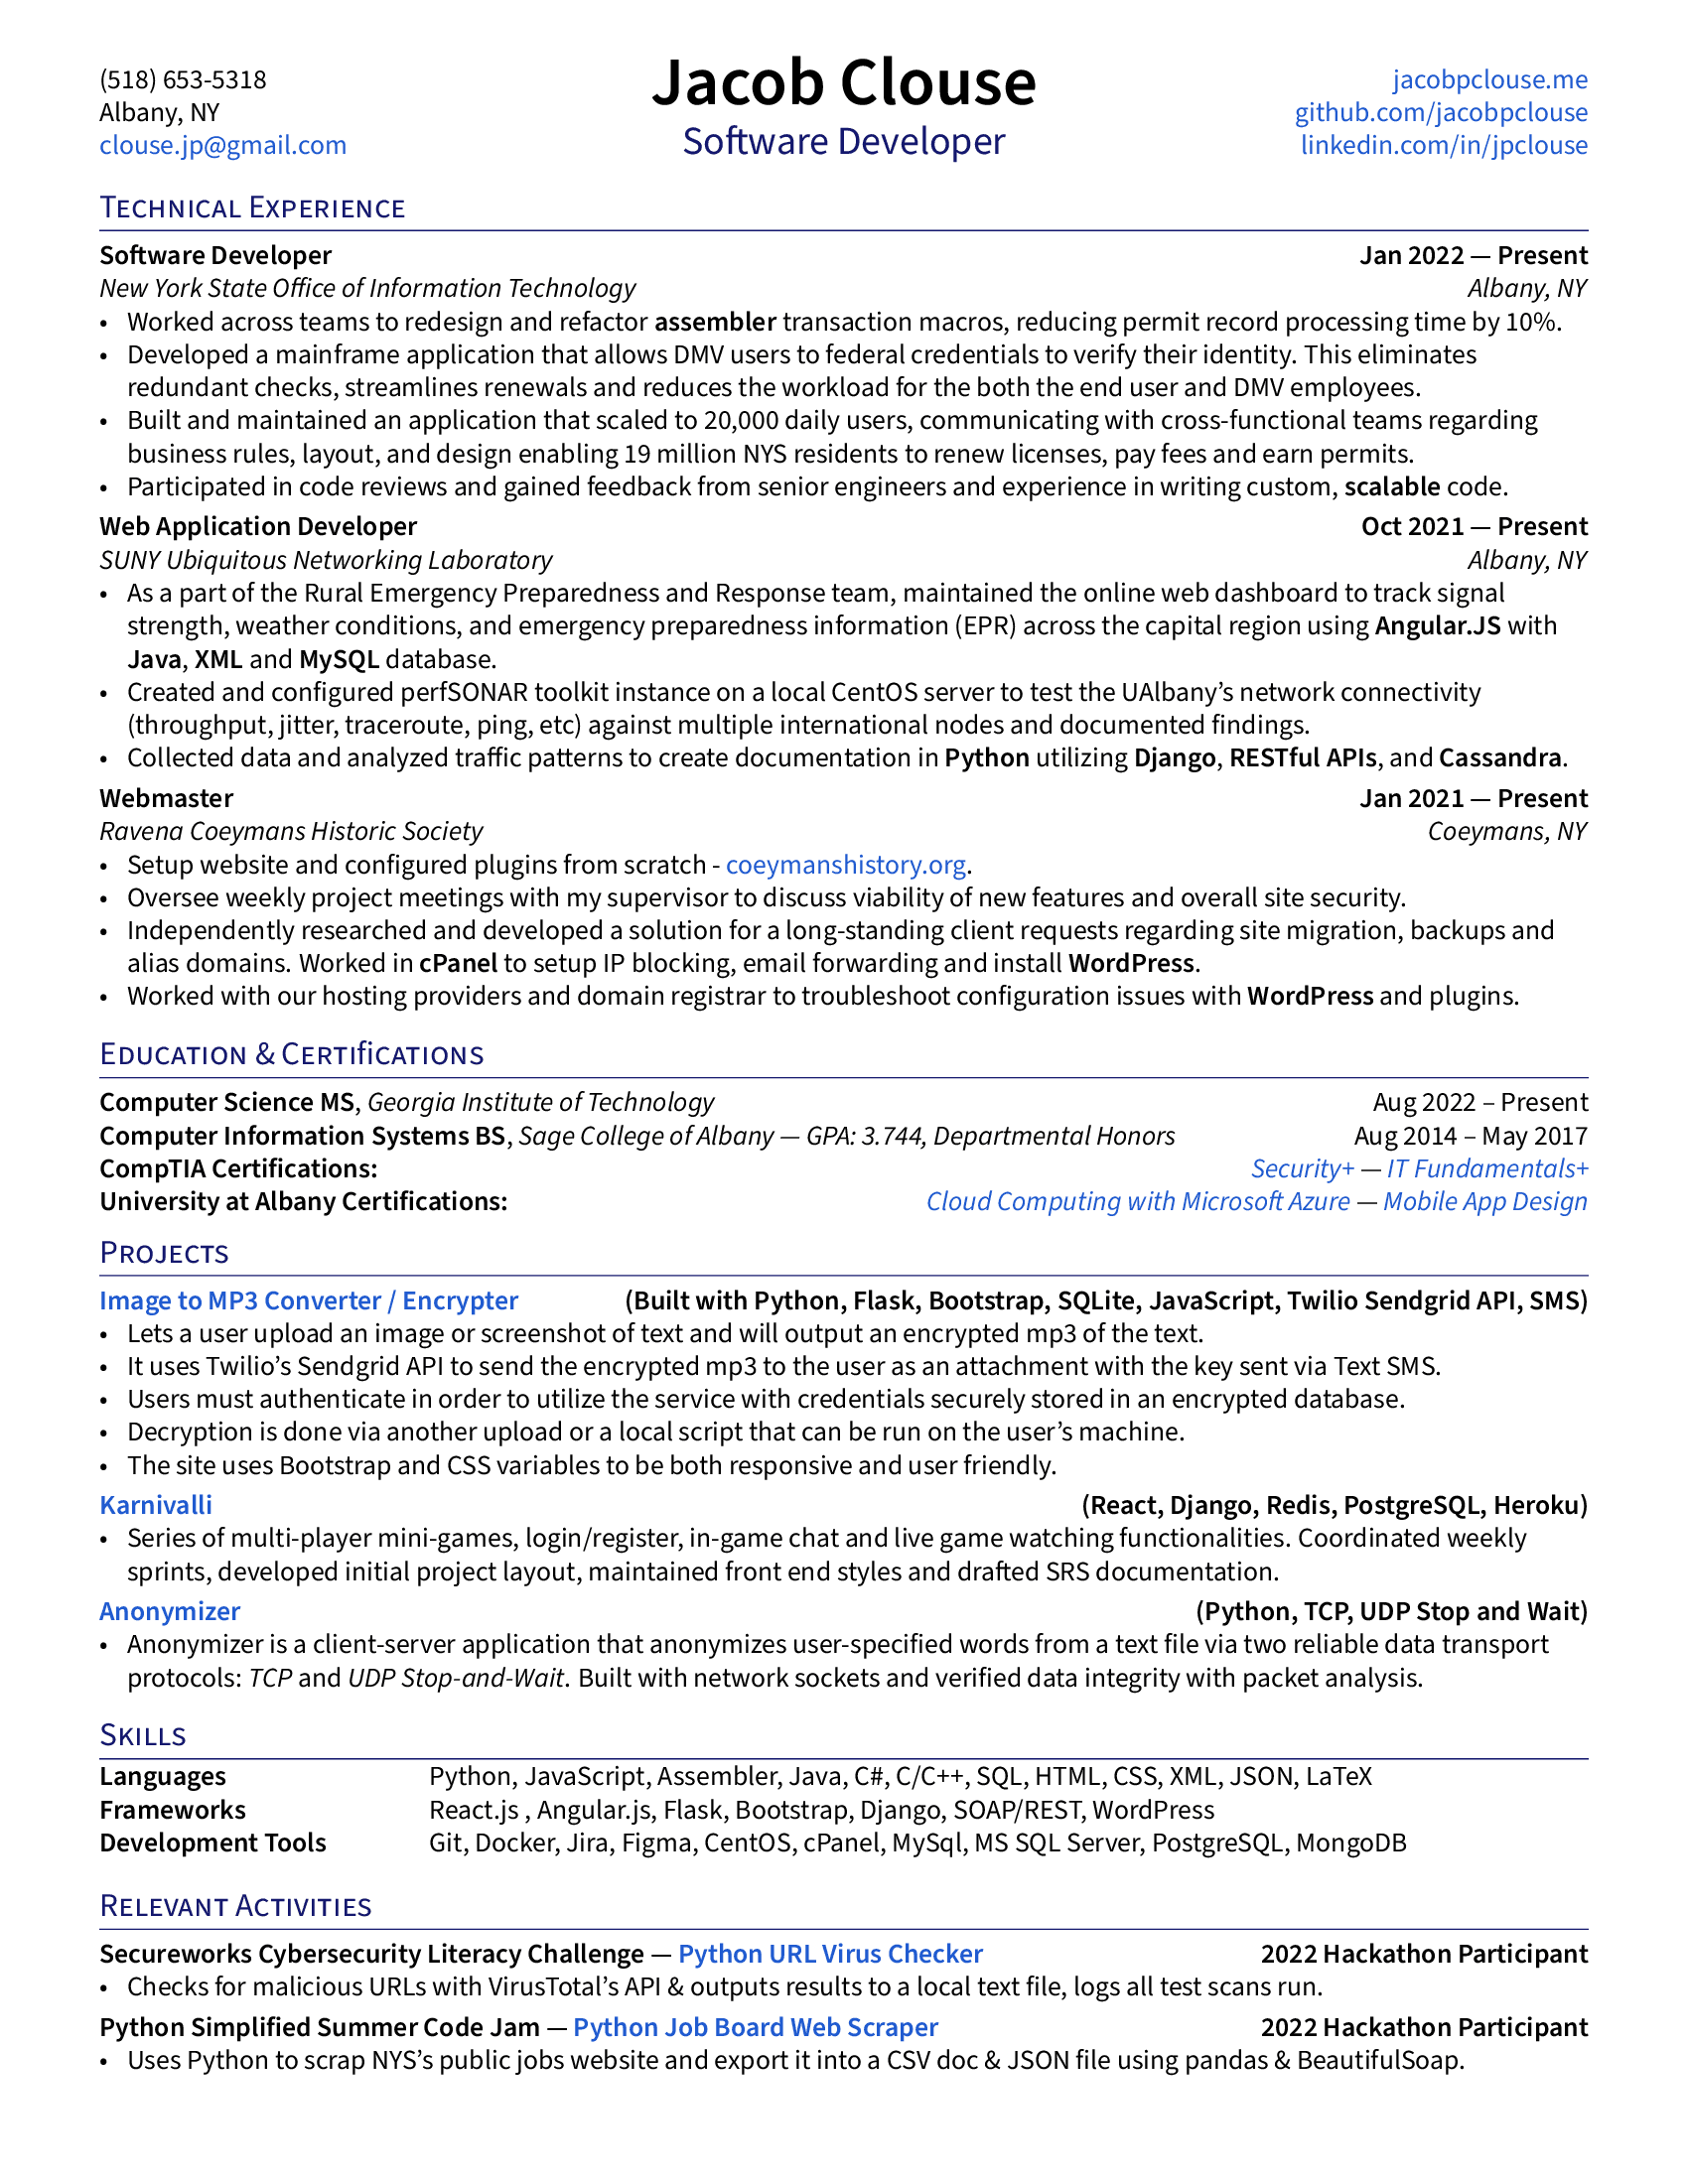 (518) 653-5318
Albany, NY
clouse.jp@gmail.com
Jacob Clouse
Software Developer
jacobpclouse.me
github.com/jacobpclouse
linkedin.com/in/jpclouse
Technical Experience
Software Developer Jan 2022 — Present
New York State Office of Information Technology Albany, NY
• Worked across teams to redesign and refactor assembler transaction macros, reducing permit record processing time by 10%.
• Developed a mainframe application that allows DMV users to federal credentials to verify their identity. This eliminates
redundant checks, streamlines renewals and reduces the workload for the both the end user and DMV employees.
• Built and maintained an application that scaled to 20,000 daily users, communicating with cross-functional teams regarding
business rules, layout, and design enabling 19 million NYS residents to renew licenses, pay fees and earn permits.
• Participated in code reviews and gained feedback from senior engineers and experience in writing custom, scalable code.
Web Application Developer Oct 2021 — Present
SUNY Ubiquitous Networking Laboratory Albany, NY
• As a part of the Rural Emergency Preparedness and Response team, maintained the online web dashboard to track signal
strength, weather conditions, and emergency preparedness information (EPR) across the capital region using Angular.JS with
Java, XML and MySQL database.
• Created and configured perfSONAR toolkit instance on a local CentOS server to test the UAlbany’s network connectivity
(throughput, jitter, traceroute, ping, etc) against multiple international nodes and documented findings.
• Collected data and analyzed traffic patterns to create documentation in Python utilizing Django, RESTful APIs, and Cassandra.
Webmaster Jan 2021 — Present
Ravena Coeymans Historic Society Coeymans, NY
• Setup website and configured plugins from scratch - coeymanshistory.org.
• Oversee weekly project meetings with my supervisor to discuss viability of new features and overall site security.
• Independently researched and developed a solution for a long-standing client requests regarding site migration, backups and
alias domains. Worked in cPanel to setup IP blocking, email forwarding and install WordPress.
• Worked with our hosting providers and domain registrar to troubleshoot configuration issues with WordPress and plugins.
Education & Certifications
Computer Science MS, Georgia Institute of Technology Aug 2022 – Present
Computer Information Systems BS, Sage College of Albany — GPA: 3.744, Departmental Honors Aug 2014 – May 2017
CompTIA Certifications: Security+ — IT Fundamentals+
University at Albany Certifications: Cloud Computing with Microsoft Azure — Mobile App Design
Projects
Image to MP3 Converter / Encrypter (Built with Python, Flask, Bootstrap, SQLite, JavaScript, Twilio Sendgrid API, SMS)
• Lets a user upload an image or screenshot of text and will output an encrypted mp3 of the text.
• It uses Twilio’s Sendgrid API to send the encrypted mp3 to the user as an attachment with the key sent via Text SMS.
• Users must authenticate in order to utilize the service with credentials securely stored in an encrypted database.
• Decryption is done via another upload or a local script that can be run on the user’s machine.
• The site uses Bootstrap and CSS variables to be both responsive and user friendly.
Karnivalli (React, Django, Redis, PostgreSQL, Heroku)
• Series of multi-player mini-games, login/register, in-game chat and live game watching functionalities. Coordinated weekly
sprints, developed initial project layout, maintained front end styles and drafted SRS documentation.
Anonymizer (Python, TCP, UDP Stop and Wait)
• Anonymizer is a client-server application that anonymizes user-specified words from a text file via two reliable data transport
protocols: TCP and UDP Stop-and-Wait. Built with network sockets and verified data integrity with packet analysis.
Skills
Languages Python, JavaScript, Assembler, Java, C#, C/C++, SQL, HTML, CSS, XML, JSON, LaTeX
Frameworks React.js , Angular.js, Flask, Bootstrap, Django, SOAP/REST, WordPress
Development Tools Git, Docker, Jira, Figma, CentOS, cPanel, MySql, MS SQL Server, PostgreSQL, MongoDB
Relevant Activities
Secureworks Cybersecurity Literacy Challenge — Python URL Virus Checker 2022 Hackathon Participant
• Checks for malicious URLs with VirusTotal’s API & outputs results to a local text file, logs all test scans run.
Python Simplified Summer Code Jam — Python Job Board Web Scraper 2022 Hackathon Participant
• Uses Python to scrap NYS’s public jobs website and export it into a CSV doc & JSON file using pandas & BeautifulSoap.